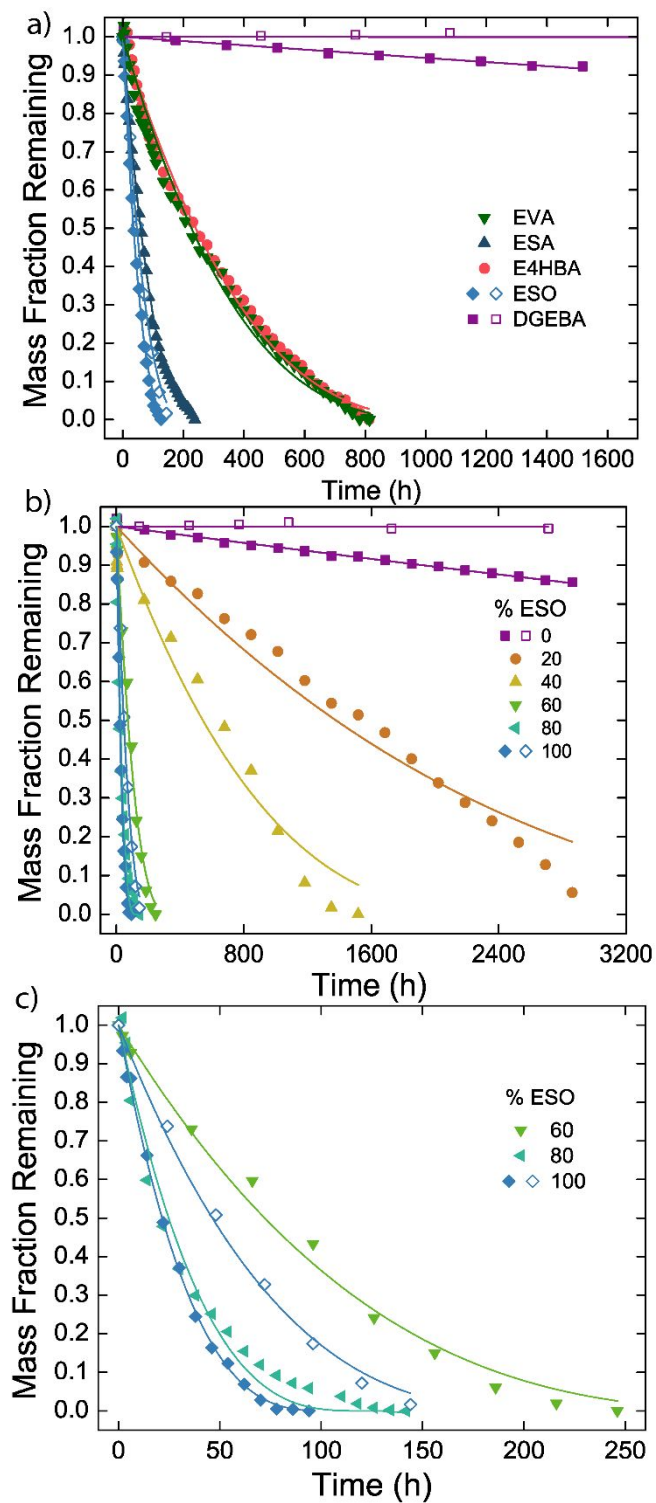 a)
Mass Fraction Remaining
1.0
0.9
0.8
0.7
0.6
0.5
0.4
0.3
0.2
0.1
0.0
EVA
ESA
E4HBA
ESO
DGEBA
0 200 400 600 800 1000 1200 1400 1600
Time (h)
b)
Mass Fraction Remaining
1.0
0.9
0.8
0.7
0.6
0.5
0.4
0.3
0.2
0.1
0.0
% ESO
0
20
40
60
80
100
0 800 1600 2400 3200
Time (h)
c)
Mass Fraction Remaining
1.0
0.9
0.8
0.7
0.6
0.5
0.4
0.3
0.2
0.1
0.0
% ESO
60
80
100
0 50 100 150 200 250
Time (h)